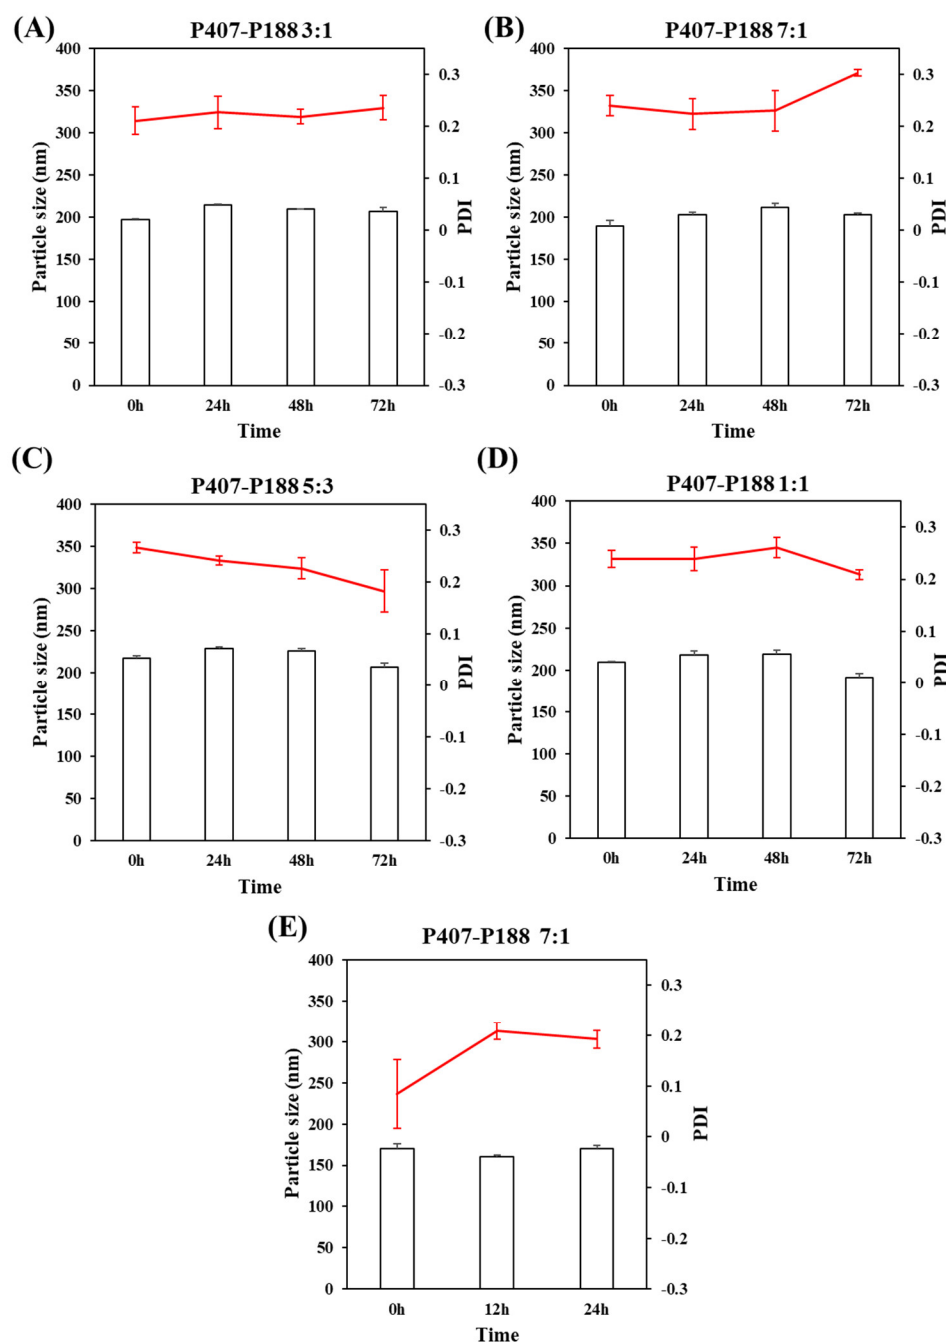 (A)
P407-P188 3:1
400
350
300
250
200
150
100
50
0
Particle size (nm)
0.3
0.2
0.1
0
-0.1
-0.2
-0.3
PDI
0h 24h 48h 72h
Time
(B)
P407-P188 7:1
400
350
300
250
200
150
100
50
0
Particle size (nm)
0.3
0.2
0.1
0
-0.1
-0.2
-0.3
PDI
0h 24h 48h 72h
Time
(C)
P407-P188 5:3
400
350
300
250
200
150
100
50
0
Particle size (nm)
0.3
0.2
0.1
0
-0.1
-0.2
-0.3
PDI
0h 24h 48h 72h
Time
(D)
P407-P188 1:1
400
350
300
250
200
150
100
50
0
Particle size (nm)
0.3
0.2
0.1
0
-0.1
-0.2
-0.3
PDI
0h 24h 48h 72h
Time
(E)
P407-P188 7:1
400
350
300
250
200
150
100
50
0
Particle size (nm)
0.3
0.2
0.1
0
-0.1
-0.2
-0.3
PDI
0h 12h 24h
Time